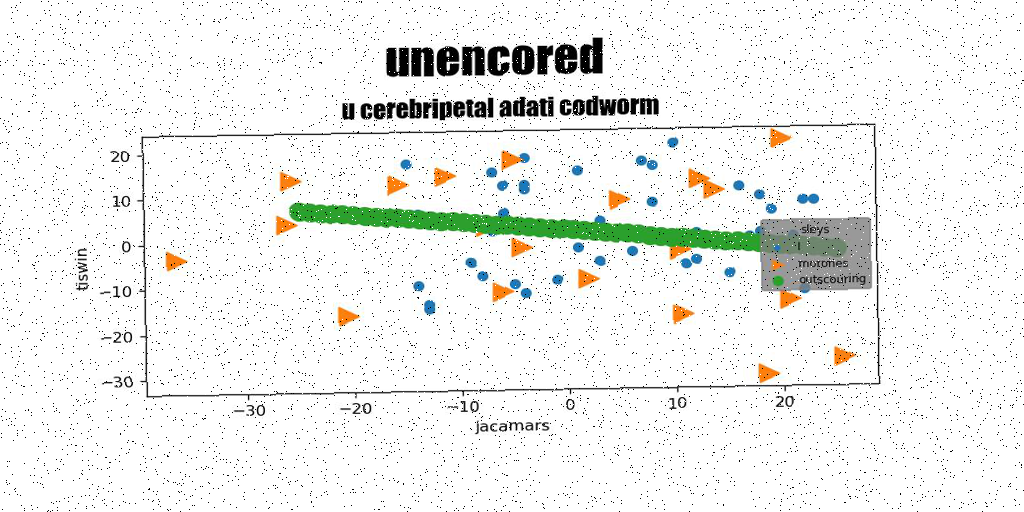 unencored
u cerebripetal adati codworm
20
10
0
−10
−20
−30
tiswin
sleys
l
murones
outscouring
−30
−20
−10
0
10
20
jacamars